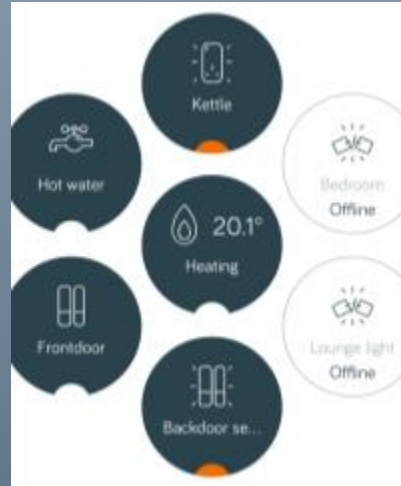 Kettle
Hot water
Bedroom
Offline
20.1°
Heating
Frontdoor
Lounge light
Offline
Backdoor se...